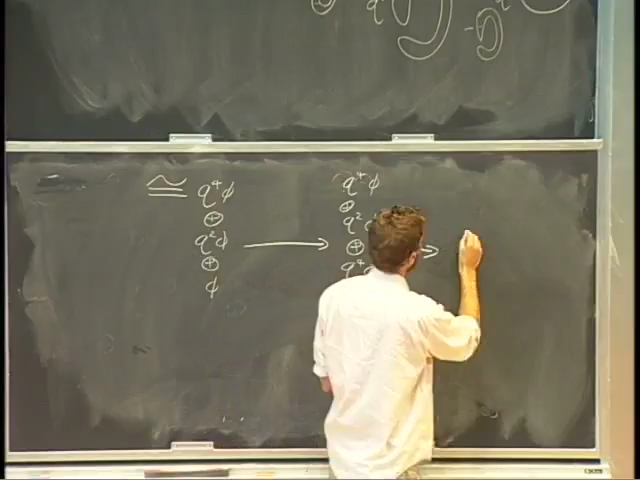 ≅ q⁴φ q⁴φ
⊕ ⊕
q²φ → q² →
⊕ ⊕
φ q⁴